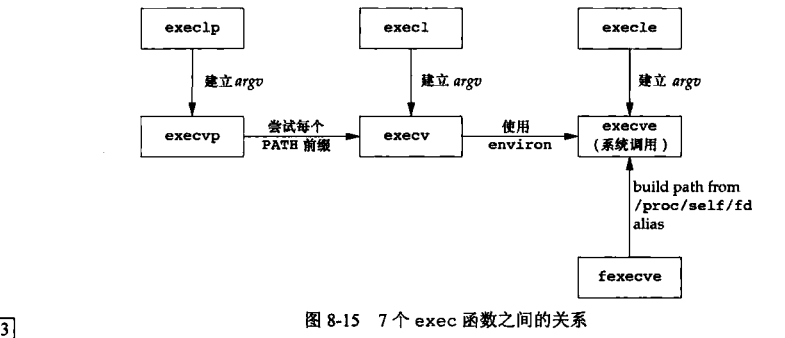 execlp execl execle
建立 argv 建立 argv 建立 argv
execvp 尝试每个 execv 使用 execve
PATH 前缀 environ (系统调用)
build path from
/proc/self/fd
alias
fexecve
图 8-15 7 个 exec 函数之间的关系
3